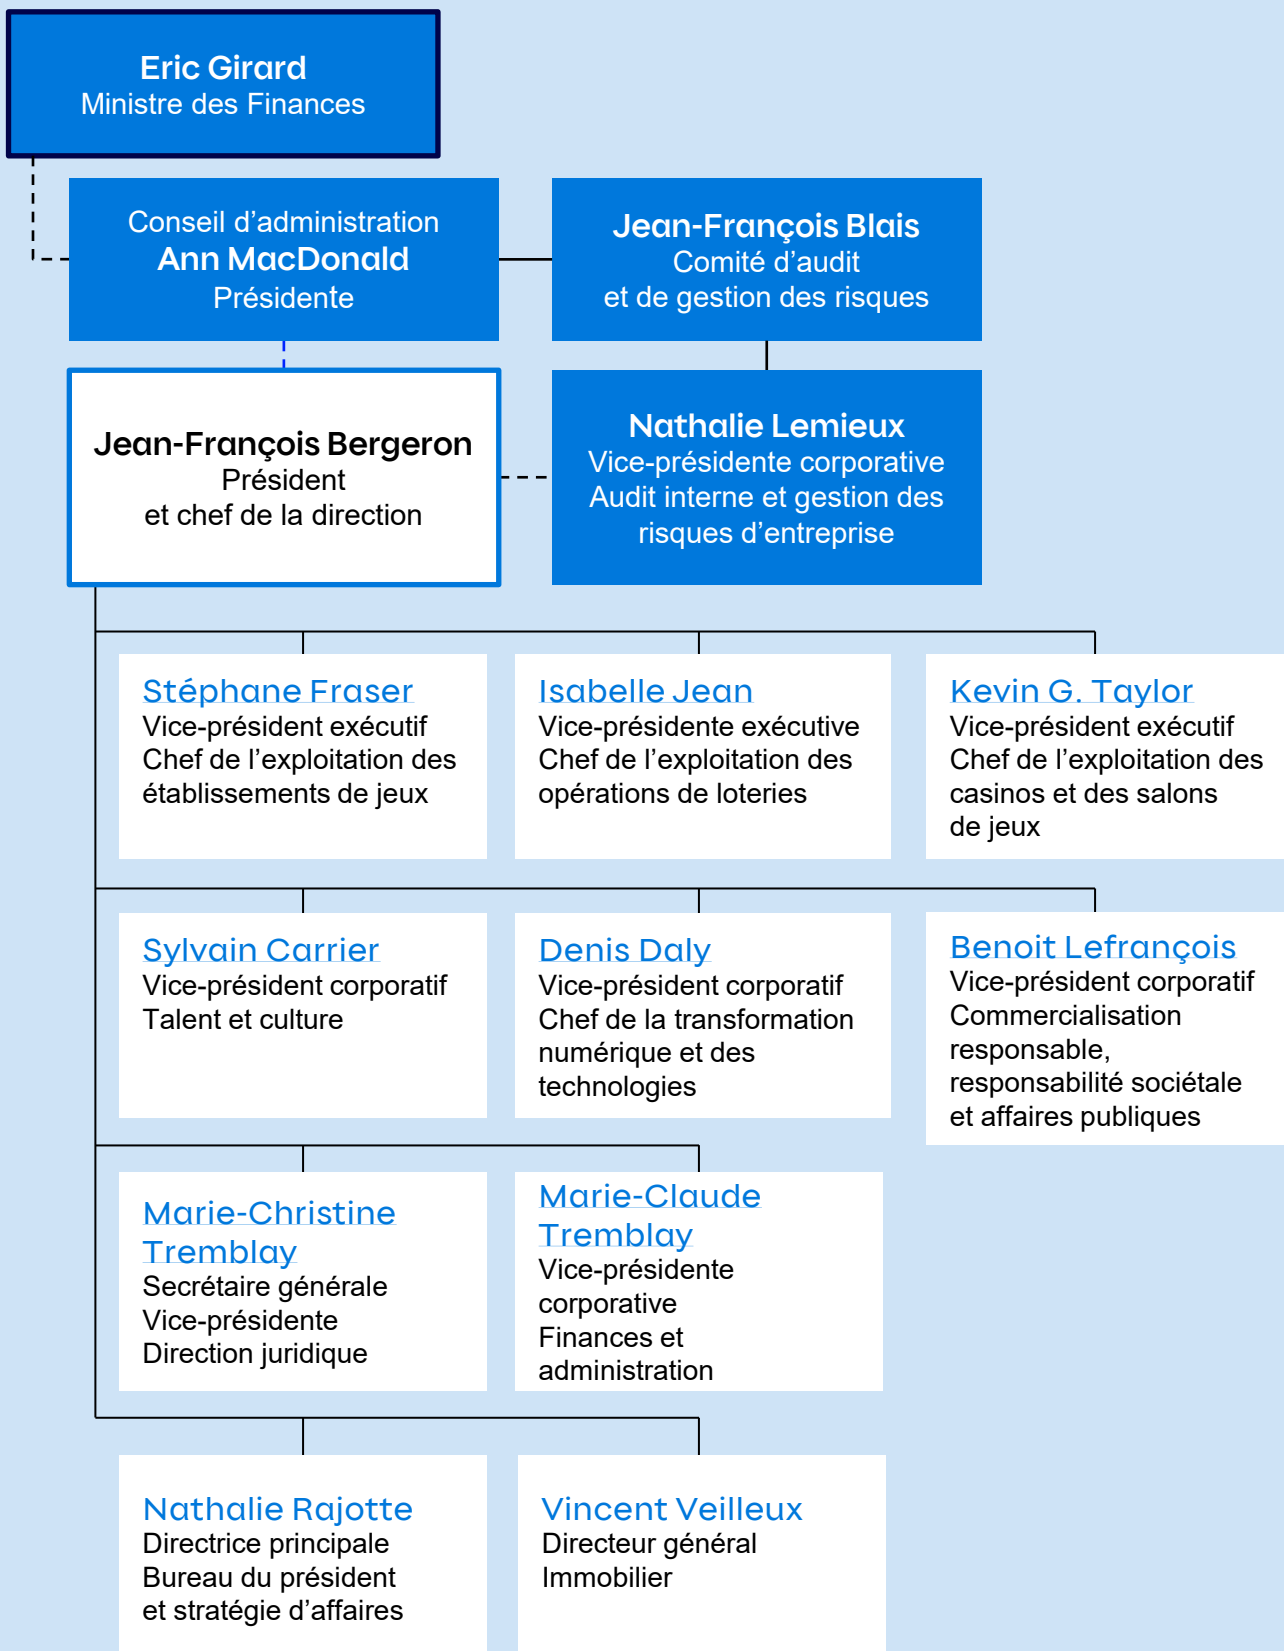 Eric Girard
Ministre des Finances
Conseil d’administration
Ann MacDonald
Présidente
Jean-François Blais
Comité d’audit
et de gestion des risques
Jean-François Bergeron
Président
et chef de la direction
Nathalie Lemieux
Vice-présidente corporative
Audit interne et gestion des
risques d’entreprise
Stéphane Fraser
Vice-président exécutif
Chef de l’exploitation des
établissements de jeux
Isabelle Jean
Vice-présidente exécutive
Chef de l’exploitation des
opérations de loteries
Kevin G. Taylor
Vice-président exécutif
Chef de l’exploitation des
casinos et des salons
de jeux
Sylvain Carrier
Vice-président corporatif
Talent et culture
Denis Daly
Vice-président corporatif
Chef de la transformation
numérique et des
technologies
Benoit Lefrançois
Vice-président corporatif
Commercialisation
responsable,
responsabilité sociétale
et affaires publiques
Marie-Christine
Tremblay
Secrétaire générale
Vice-présidente
Direction juridique
Marie-Claude
Tremblay
Vice-présidente
corporative
Finances et
administration
Nathalie Rajotte
Directrice principale
Bureau du président
et stratégie d’affaires
Vincent Veilleux
Directeur général
Immobilier